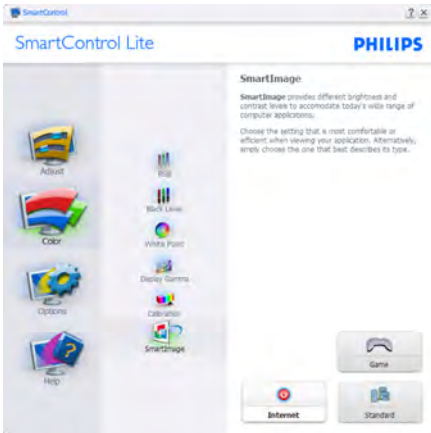 SmartControl
SmartControl Lite
PHILIPS
Adjust
Color
Options
Help
RGB
Black Level
White Point
Display Gamma
Calibration
SmartImage
SmartImage
SmartImage provides different brightness and
contrast levels to accomodate today's wide range of
computer applications.
Choose the setting that is most comfortable or
efficient when viewing your application. Alternatively,
simply choose the one that best describes its type.
Game
Internet
Standard